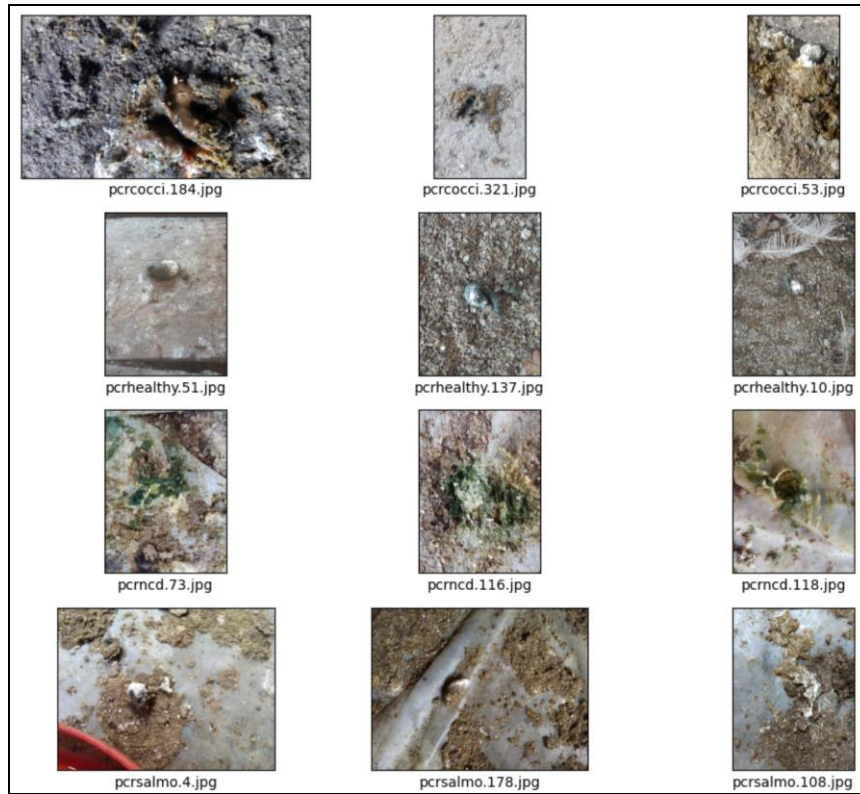 pcrcocci.184.jpg
pcrcocci.321.jpg
pcrcocci.53.jpg
pcrhealthy.51.jpg
pcrhealthy.137.jpg
pcrhealthy.10.jpg
pcrncd.73.jpg
pcrncd.116.jpg
pcrncd.118.jpg
pcrsalmo.4.jpg
pcrsalmo.178.jpg
pcrsalmo.108.jpg